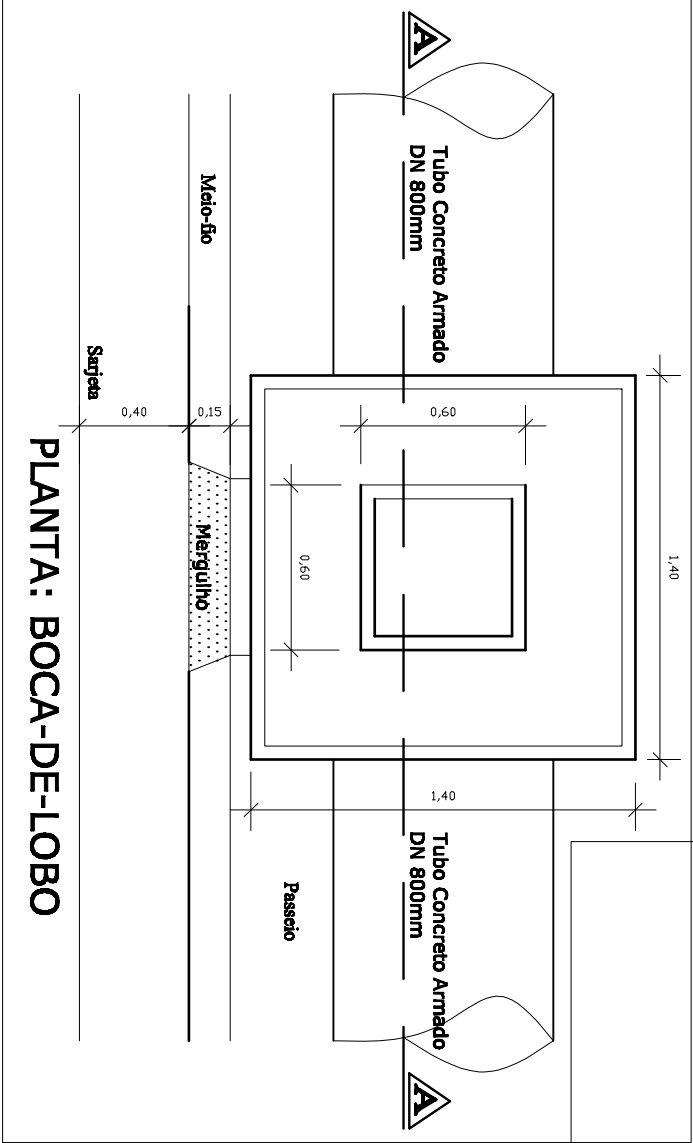 1,40
A
Tubo Concreto Armado
DN 800mm
0,60
1,40
Tubo Concreto Armado
DN 800mm
A
0,60
Passeio
Meio-fio
0,15
Mergulho
0,40
Sarjeta
PLANTA: BOCA-DE-LOBO